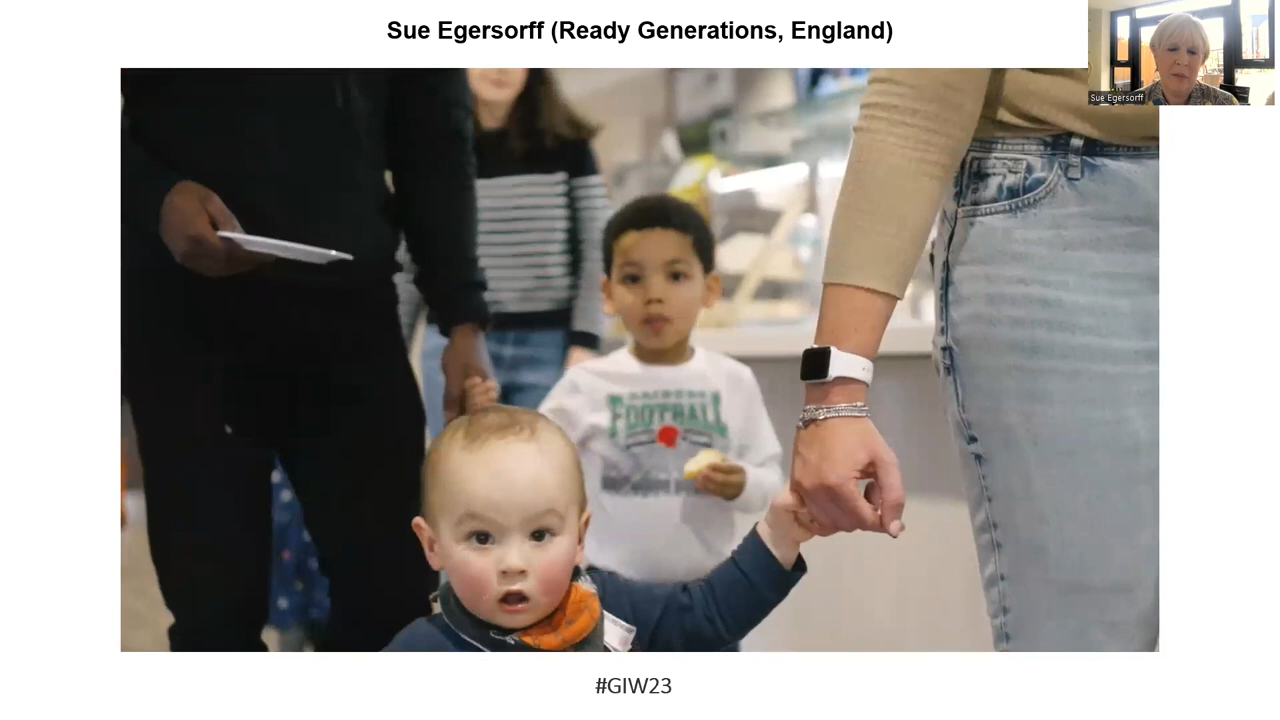 Sue Egersorff (Ready Generations, England)
Sue Egersorff
FOOTBALL
#GIW23